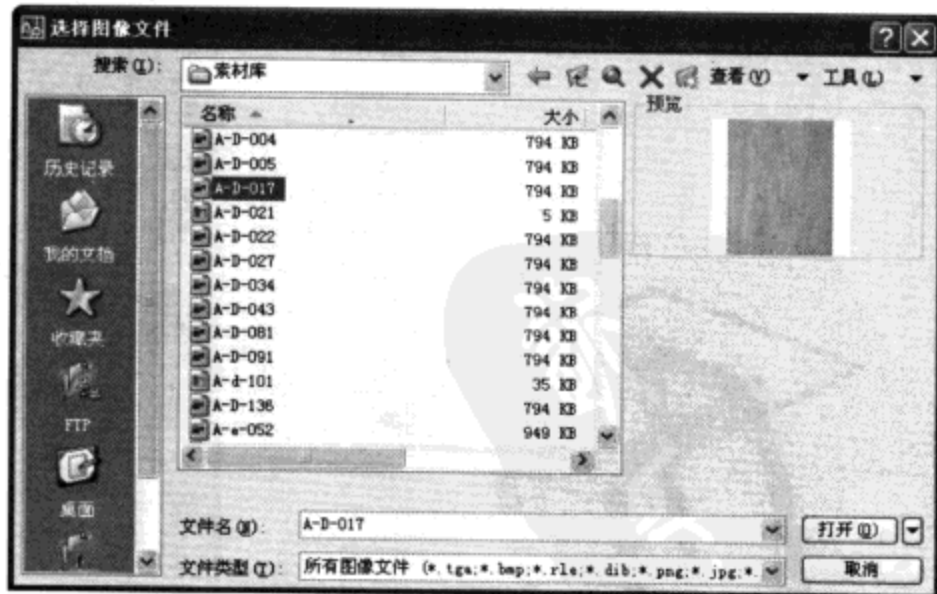 选择图像文件
搜索(I): 素材库 查看(V) 工具(L)
历史记录
我的文档
收藏夹
FTP
桌面
名称 大小
A-D-004 794 KB
A-D-005 794 KB
A-D-017 794 KB
A-D-021 5 KB
A-D-022 794 KB
A-D-027 794 KB
A-D-034 794 KB
A-D-043 794 KB
A-D-081 794 KB
A-D-091 794 KB
A-d-101 35 KB
A-D-136 794 KB
A-e-052 949 KB
预览
文件名(N): A-D-017 打开(O)
文件类型(T): 所有图像文件 (*.tga;*.bmp;*.rle;*.dib;*.png;*.jpg;*. 取消